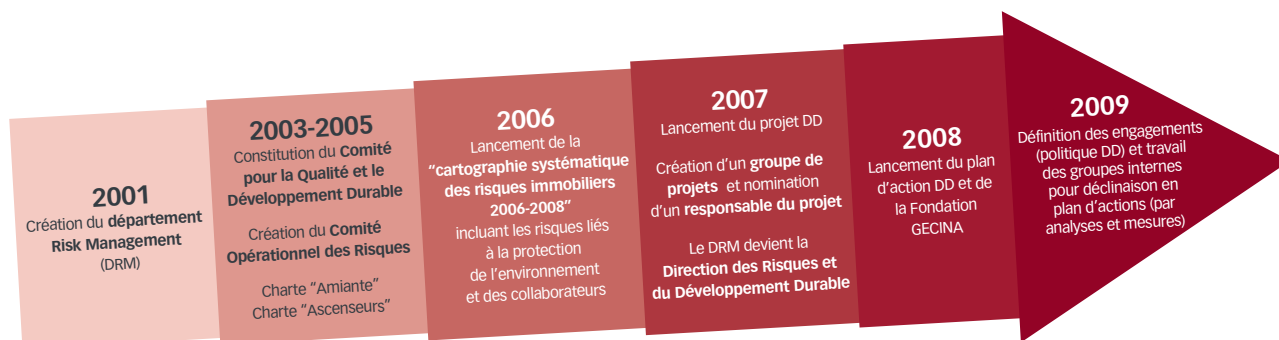 2001
Création du département
Risk Management
(DRM)
2003-2005
Constitution du Comité
pour la Qualité et le
Développement Durable
Création du Comité
Opérationnel des Risques
Charte “Amiante”
Charte “Ascenseurs”
2006
Lancement de la
“cartographie systématique
des risques immobiliers
2006-2008”
incluant les risques liés
à la protection
de l’environnement
et des collaborateurs
2007
Lancement du projet DD
Création d’un groupe de
projets et nomination
d’un responsable du projet
Le DRM devient la
Direction des Risques et
du Développement Durable
2008
Lancement du plan
d’action DD et de
la Fondation
GECINA
2009
Définition des engagements
(politique DD) et travail
des groupes internes
pour déclinaison en
plan d’actions (par
analyses et mesures)